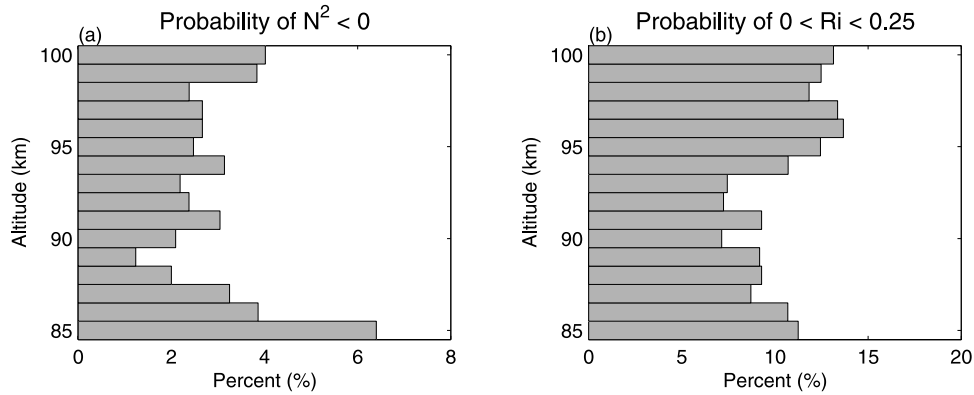 Probability of N² < 0
(a)
100
95
90
85
Altitude (km)
0 2 4 6 8
Percent (%)
Probability of 0 < Ri < 0.25
(b)
100
95
90
85
Altitude (km)
0 5 10 15 20
Percent (%)